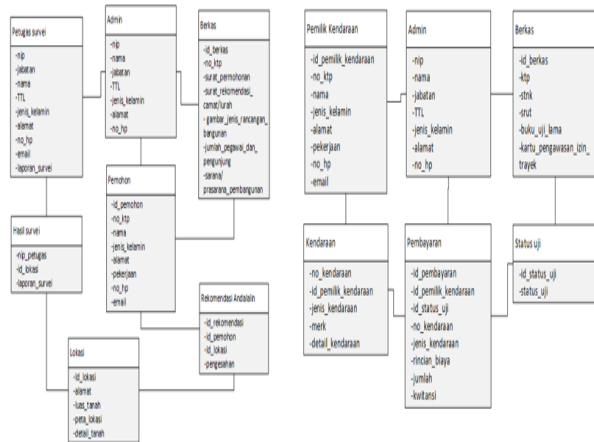 Petugas survei
-nip
-jabatan
-nama
-TTL
-jenis_kelamin
-alamat
-no_hp
-email
-laporan_survei
Admin
-nip
-nama
-jabatan
-TTL
-jenis_kelamin
-alamat
-no_hp
Berkas
-id_berkas
-no_ktp
-surat_permohonan
-surat_rekomendasi_
camat/lurah
-gambar_jenis_rancangan_
bangunan
-jumlah_pegawai_dan_
pengunjung
-sarana/
prasarana_pembangunan
Hasil survei
-nip_petugas
-id_lokasi
-laporan_survei
Pemohon
-id_pemohon
-no_ktp
-nama
-jenis_kelamin
-alamat
-pekerjaan
-no_hp
-email
Rekomendasi Andalalin
-id_rekomendasi
-id_pemohon
-id_lokasi
-pengesahan
Lokasi
-id_lokasi
-alamat
-luas_tanah
-peta_lokasi
-detail_tanah
Pemilik Kendaraan
-id_pemilik_kendaraan
-no_ktp
-nama
-jenis_kelamin
-alamat
-pekerjaan
-no_hp
-email
Admin
-nip
-nama
-jabatan
-TTL
-jenis_kelamin
-alamat
-no_hp
Berkas
-id_berkas
-ktp
-stnk
-srut
-buku_uji_lama
-kartu_pengawasan_izin_
trayek
Kendaraan
-no_kendaraan
-id_pemilik_kendaraan
-jenis_kendaraan
-merk
-detail_kendaraan
Pembayaran
-id_pembayaran
-id_pemilik_kendaraan
-id_status_uji
-no_kendaraan
-jenis_kendaraan
-rincian_biaya
-jumlah
-kwitansi
Status uji
-id_status_uji
-status_uji